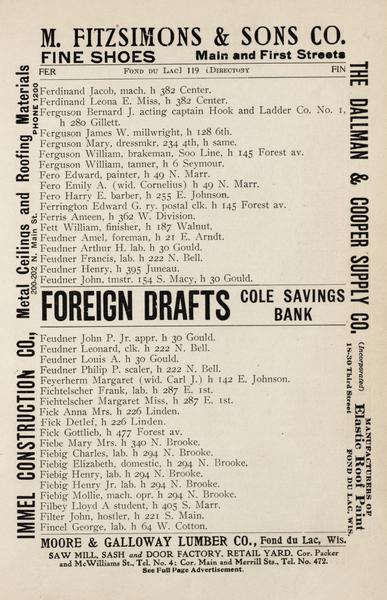 M. FITZSIMONS & SONS CO.
FINE SHOES Main and First Streets
FER FOND DU LAC] 119 [DIRECTORY FIN
Ferdinand Jacob, mach. h 382 Center.
Ferdinand Leona E. Miss, h 382 Center.
Ferguson Bernard J. acting captain Hook and Ladder Co. No. 1,
h 280 Gillett.
Ferguson James W. millwright, h 128 6th.
Ferguson Mary, dressmkr. 234 4th, h same.
Ferguson William, brakeman, Soo Line, h 145 Forest av.
Ferguson William, tanner, h 6 Seymour.
Fero Edward, painter, h 49 N. Marr.
Fero Emily A. (wid. Cornelius) h 49 N. Marr.
Fero Harry E. barber, h 255 E. Johnson.
Ferrington Edward G. ry. postal clk. h 145 Forest av.
Ferris Ameen, h 362 W. Division.
Fett William, finisher, h 187 Walnut,
Feudner Amel, foreman, h 21 E. Arndt.
Feudner Arthur H. lab. h 30 Gould.
Feudner Francis, lab. h 222 N. Bell.
Feudner Henry, h 395 Juneau.
Feudner John, tmstr. 154 S. Macy, h 30 Gould.
FOREIGN DRAFTS COLE SAVINGS
BANK
Feudner John P. Jr. appr. h 30 Gould.
Feudner Leonard, clk. h 222 N. Bell.
Feudner Louis A. h 30 Gould.
Feudner Philip P. scaler, h 222 N. Bell.
Feyerherm Margaret (wid. Carl J.) h 142 E. Johnson.
Fichtelscher Frank, lab. h 287 E. 1st.
Fichtelscher Margaret Miss, h 287 E. 1st.
Fick Anna Mrs. h 226 Linden.
Fick Detlef, h 226 Linden.
Fick Gottlieb, h 477 Forest av.
Fiebe Mary Mrs. h 340 N. Brooke.
Fiebig Charles, lab. h 294 N. Brooke.
Fiebig Elizabeth, domestic, h 294 N. Brooke.
Fiebig Henry, lab. h 294 N. Brooke.
Fiebig Henry Jr. lab. h 294 N. Brooke.
Fiebig Mollie, mach. opr. h 294 N. Brooke.
Filbey Lloyd A student, h 405 S. Marr.
Filter John, hostler, h 221 S. Main.
Fincel George, lab. h 64 W. Cotton.
MOORE & GALLOWAY LUMBER CO., Fond du Lac, Wis.
SAW MILL, SASH and DOOR FACTORY, RETAIL YARD, Cor. Packer
and McWilliams St., Tel. No. 4; Cor. Main and Merrill Sts., Tel. No. 472.
See Full Page Advertisement.
IMMEL CONSTRUCTION CO., Metal Ceilings and Roofing Materials
200-202 N. Main St. PHONE 1200
THE DALLMAN & COOPER SUPPLY CO.
(Incorporated)
18-30 Third Street
MANUFACTURERS OF
Elastic Roof Paint
FOND DU LAC, WIS.